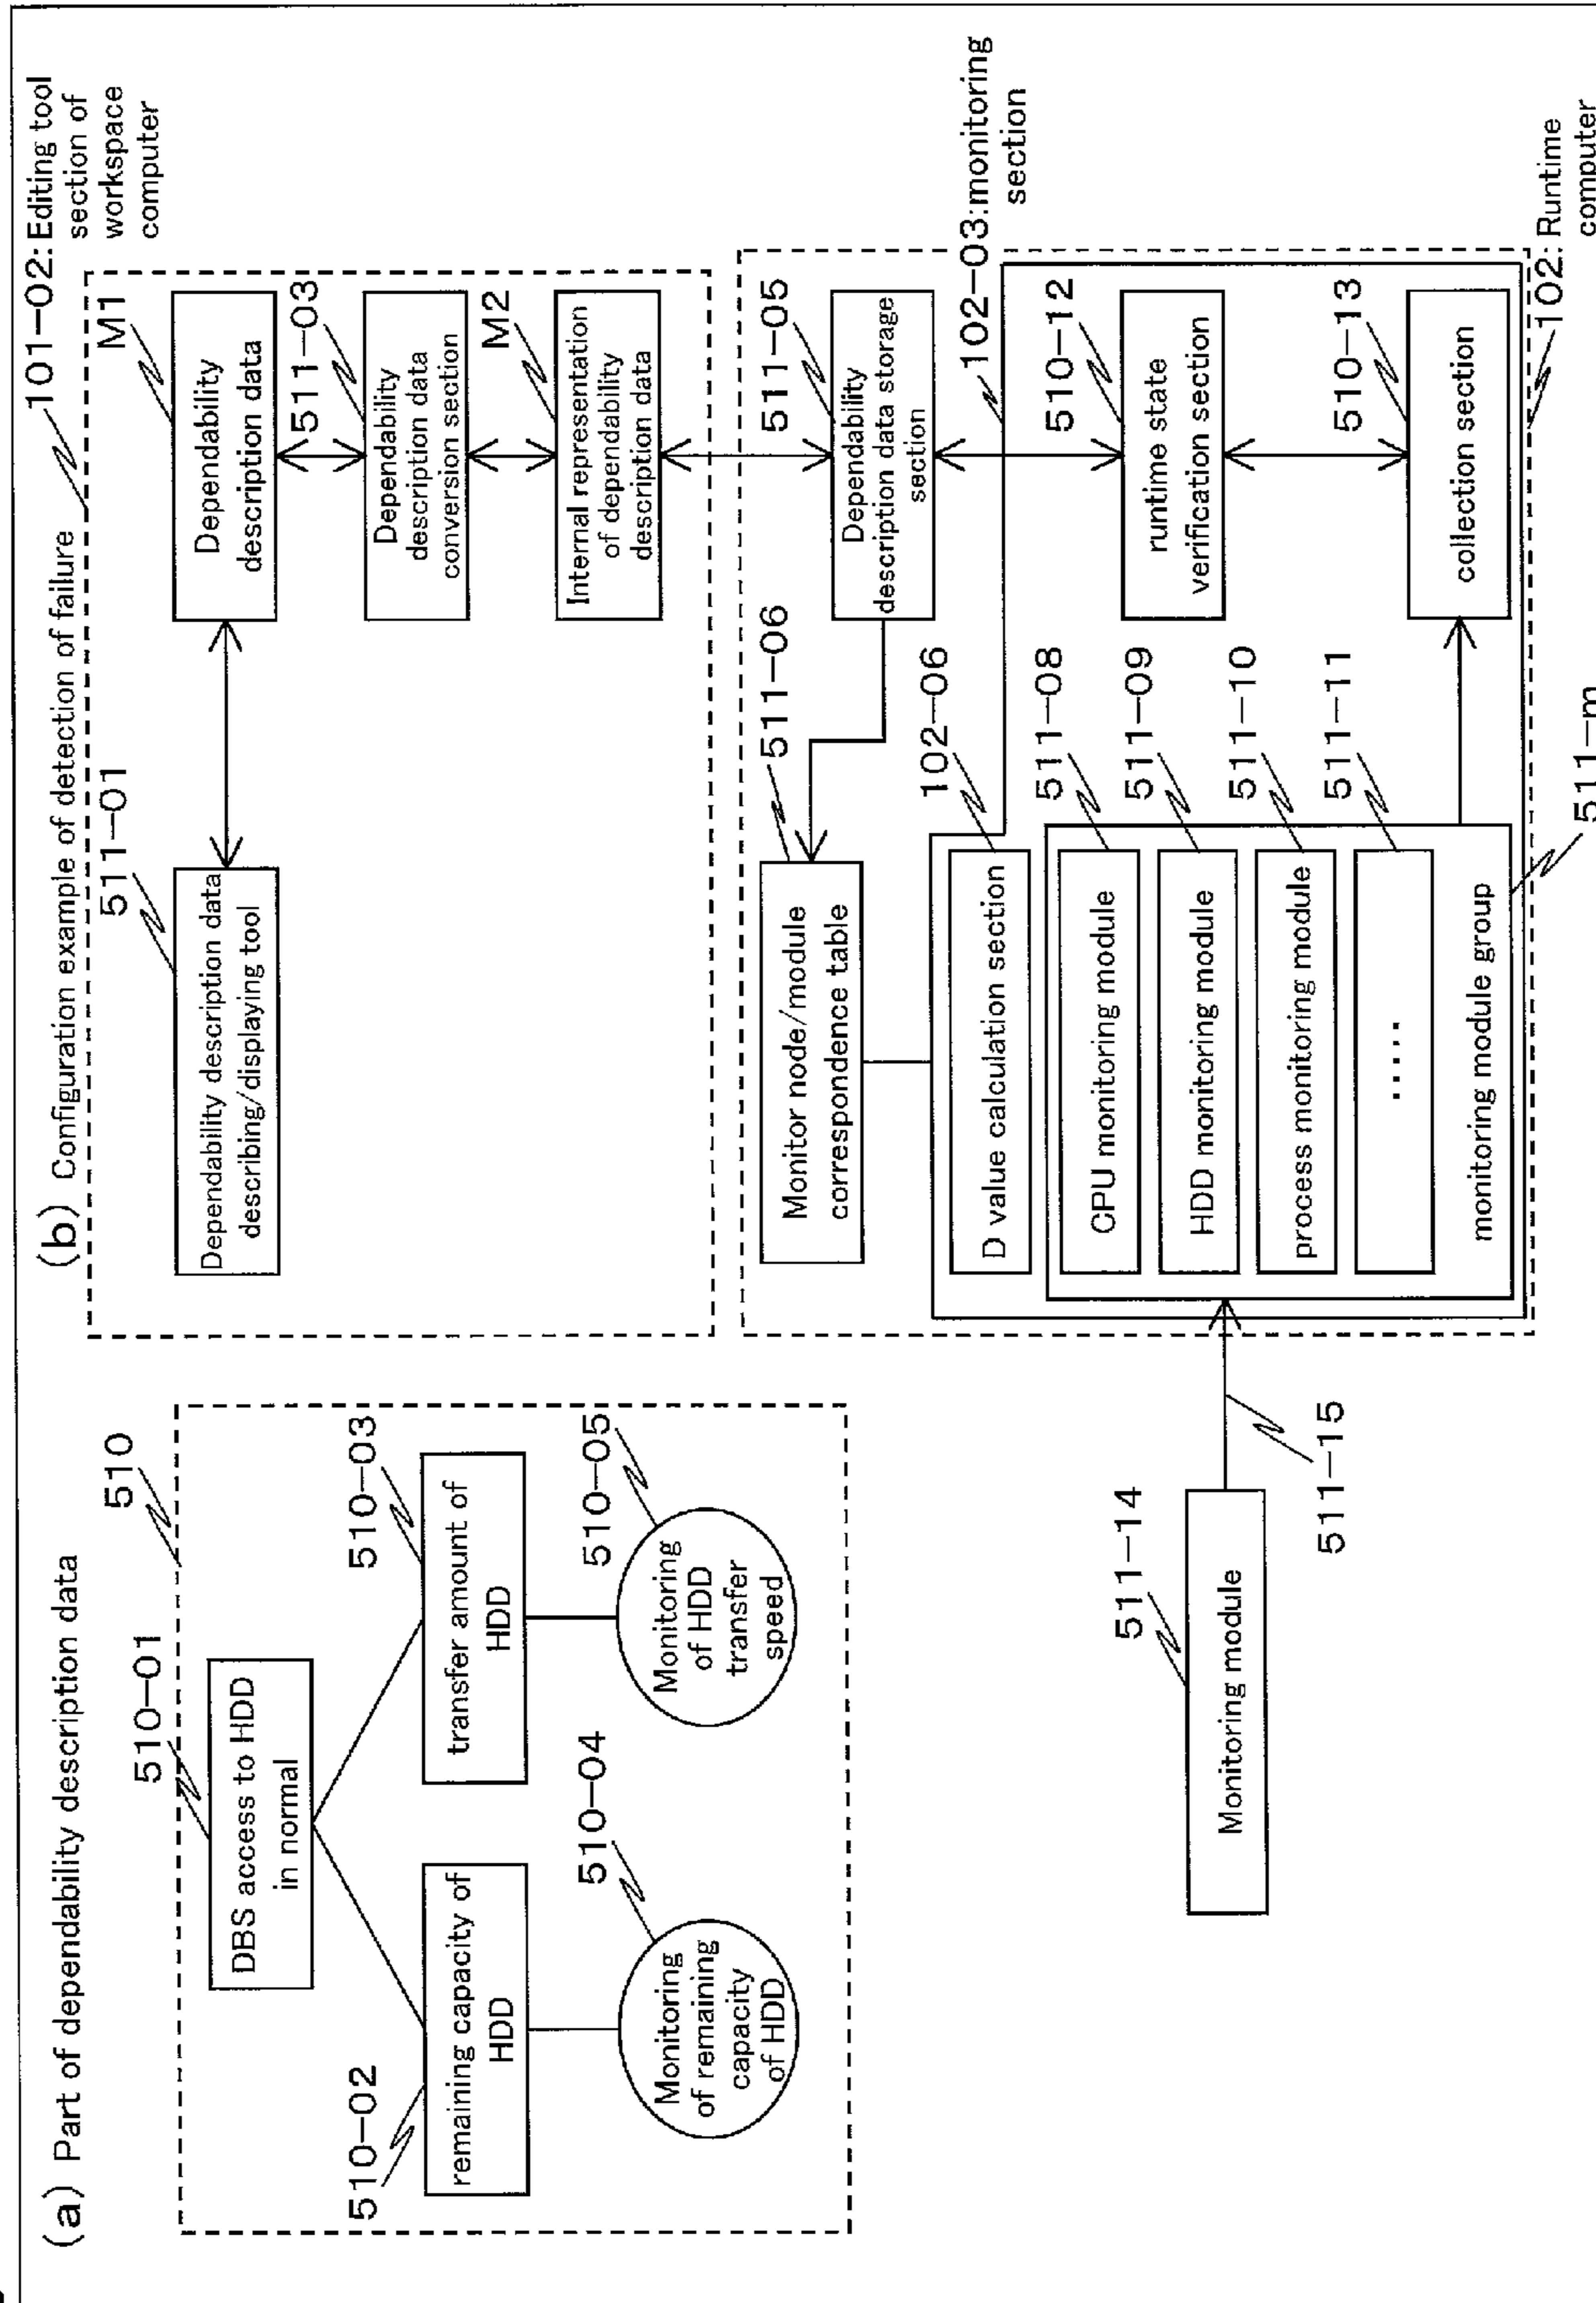 (a) Part of dependability description data
510
510-01
DBS access to HDD
in normal
510-02
remaining capacity of
HDD
510-03
transfer amount of
HDD
510-04
Monitoring
of remaining
capacity
of HDD
510-05
Monitoring
of HDD
transfer
speed
511-14
Monitoring module
511-15
(b) Configuration example of detection of failure
101-02: Editing tool
section of
workspace
computer
511-01
Dependability description data
describing/displaying tool
M1
Dependability
description data
511-03
Dependability
description data
conversion section
M2
Internal representation
of dependability
description data
511-06
Monitor node/module
correspondence table
511-05
Dependability
description data storage
section
102-03:monitoring
section
102-06
D value calculation section
511-08
CPU monitoring module
511-09
HDD monitoring module
511-10
process monitoring module
511-11
.....
monitoring module group
511-m
510-12
runtime state
verification section
510-13
collection section
102: Runtime
computer